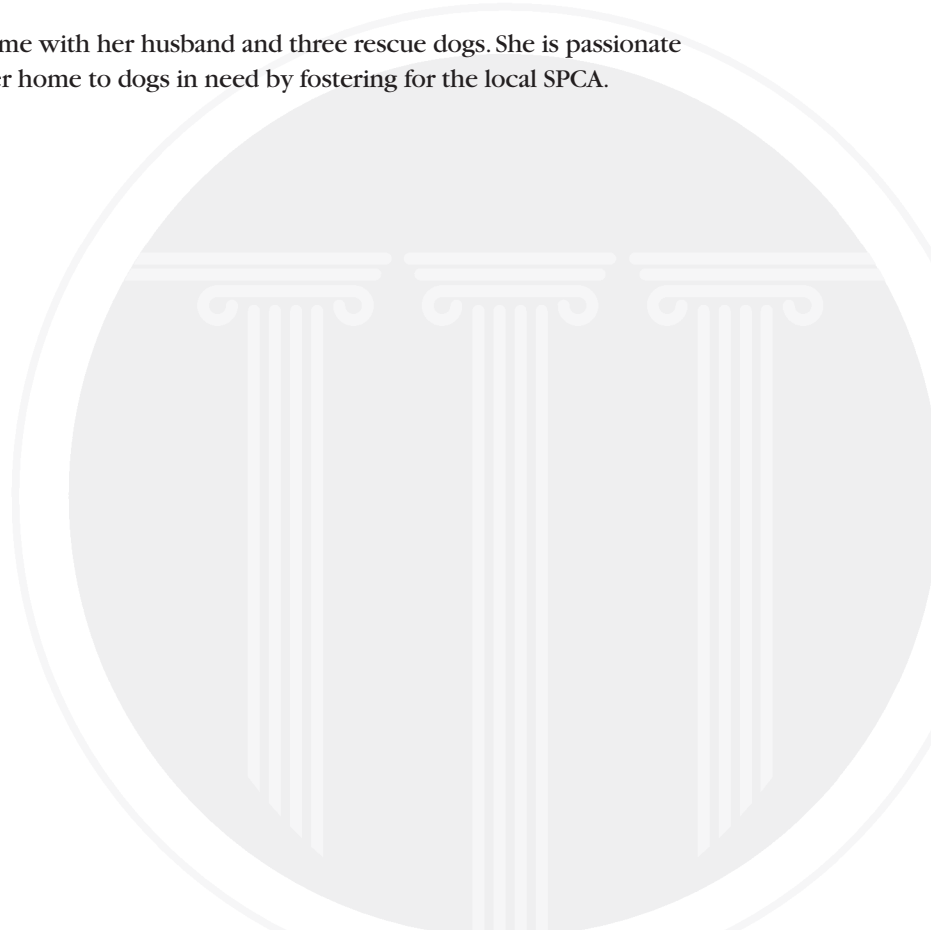 me with her husband and three rescue dogs. She is passionate
er home to dogs in need by fostering for the local SPCA.